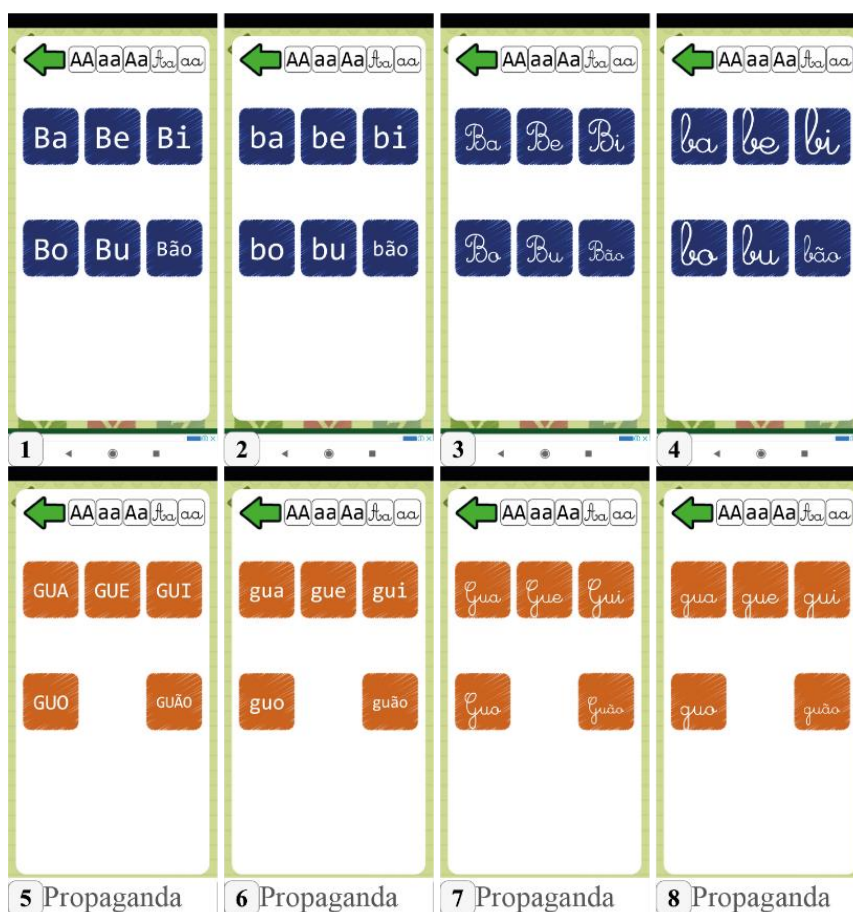 AA aa Aa Aa aa
Ba Be Bi
Bo Bu Bão
1
AA aa Aa Aa aa
ba be bi
bo bu bão
2
AA aa Aa Aa aa
Ba Be Bi
Bo Bu Bão
3
AA aa Aa Aa aa
ba be bi
bo bu bão
4
AA aa Aa Aa aa
GUA GUE GUI
GUO GUÃO
5 Propaganda
AA aa Aa Aa aa
gua gue gui
guo guão
6 Propaganda
AA aa Aa Aa aa
Gua Gue Gui
Guo Guão
7 Propaganda
AA aa Aa Aa aa
gua gue gui
guo guão
8 Propaganda